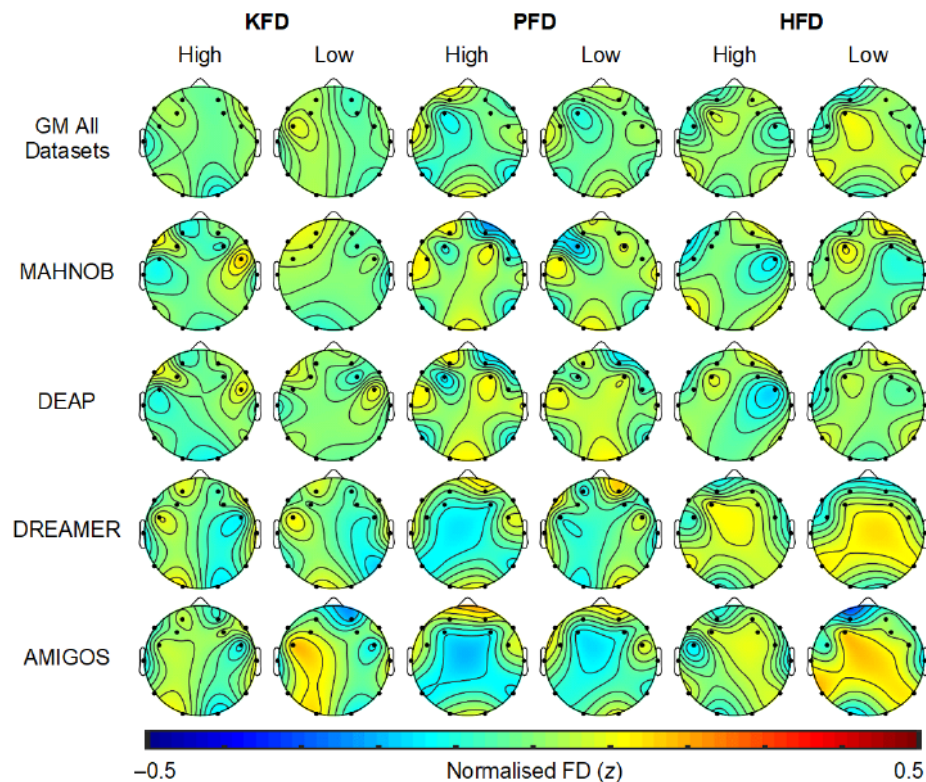 KFD PFD HFD
High Low High Low High Low
GM All
Datasets
MAHNOB
DEAP
DREAMER
AMIGOS
−0.5 Normalised FD (z) 0.5